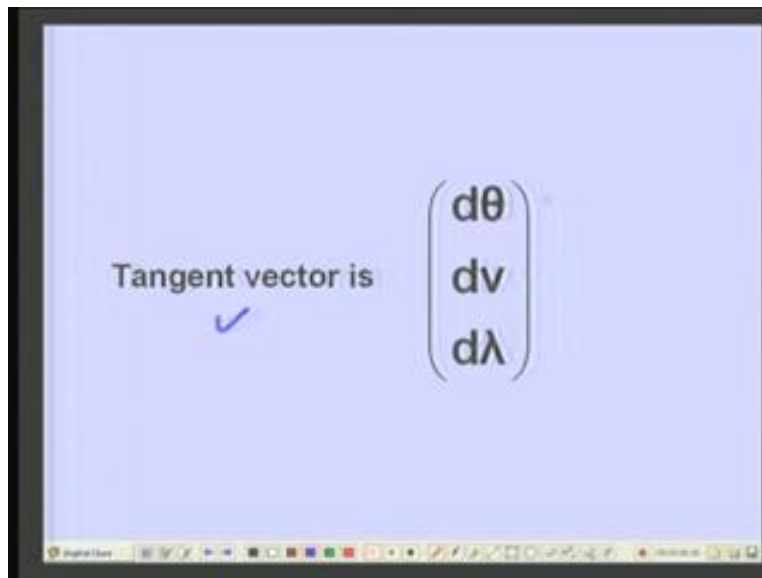 dθ
Tangent vector is dv
dλ